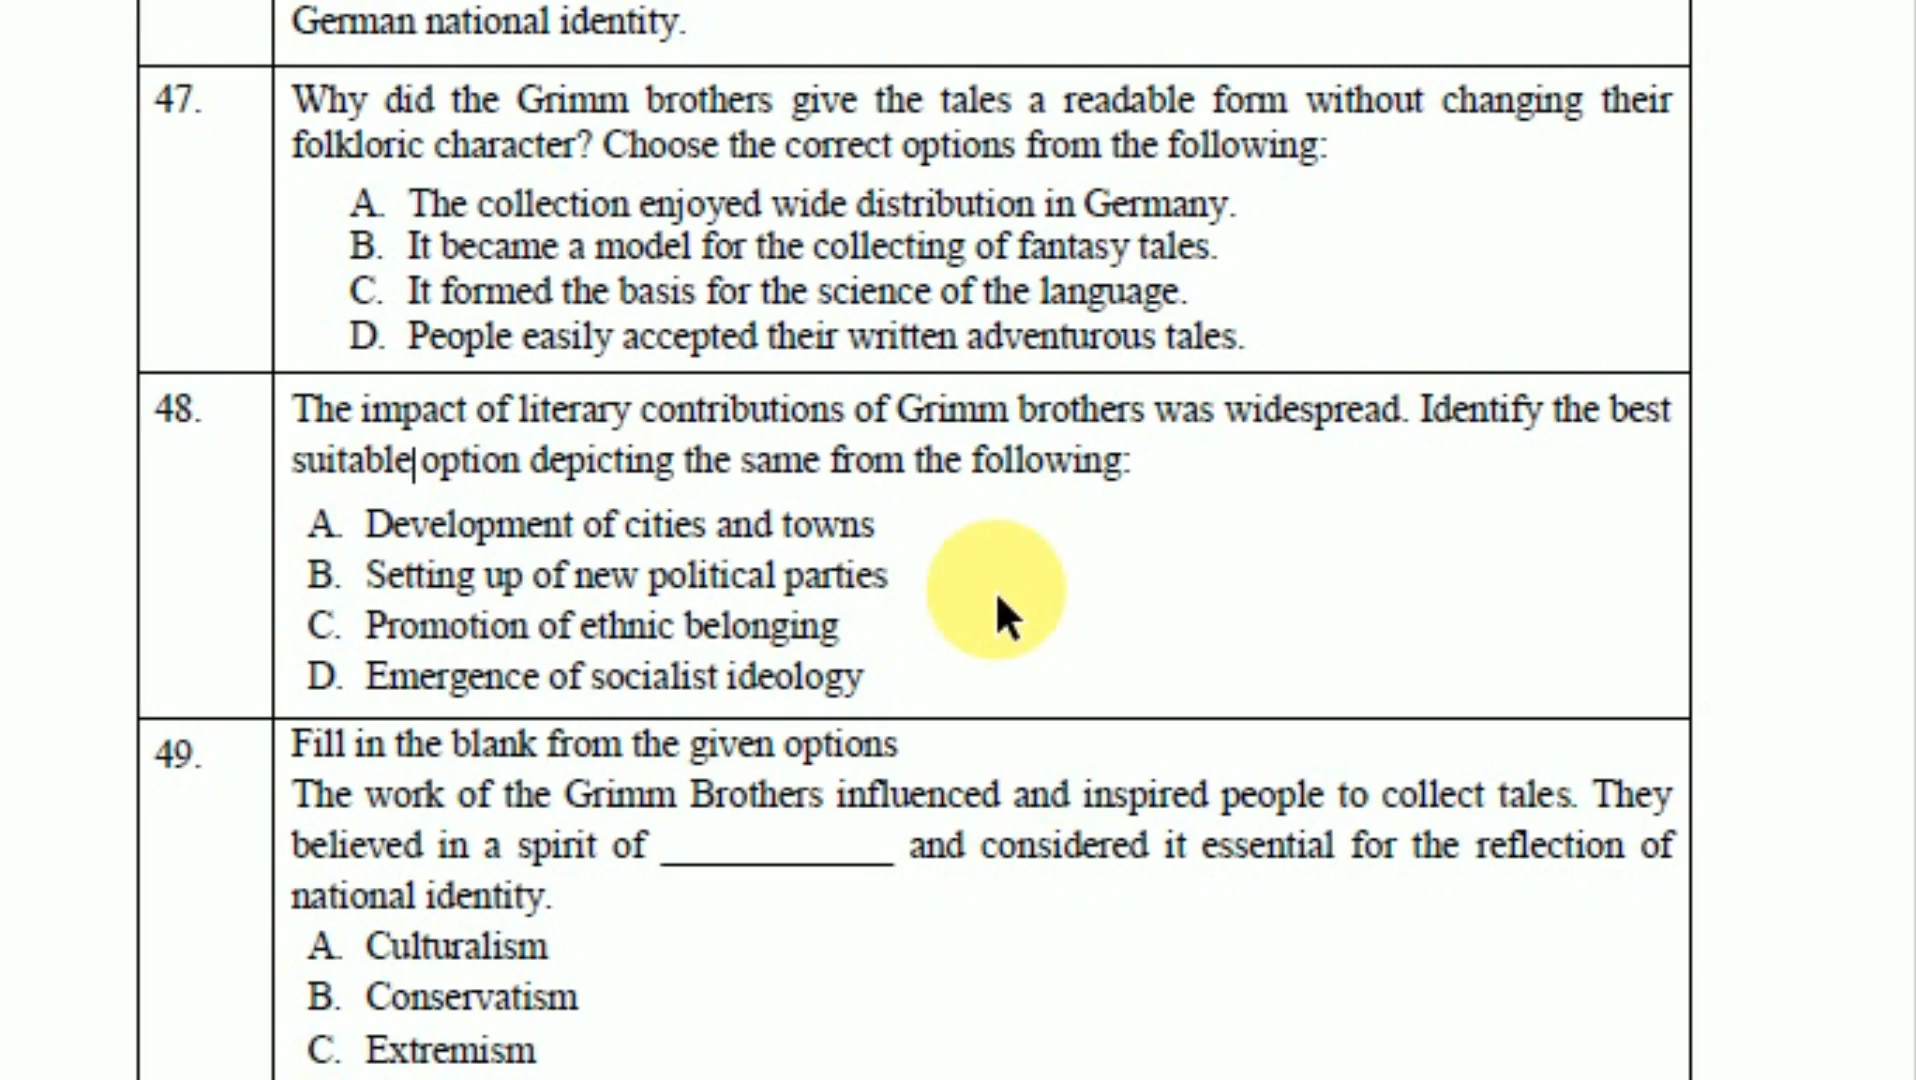 German national identity.
47.
Why did the Grimm brothers give the tales a readable form without changing their
folkloric character? Choose the correct options from the following:
A. The collection enjoyed wide distribution in Germany.
B. It became a model for the collecting of fantasy tales.
C. It formed the basis for the science of the language.
D. People easily accepted their written adventurous tales.
48.
The impact of literary contributions of Grimm brothers was widespread. Identify the best
suitable option depicting the same from the following:
A. Development of cities and towns
B. Setting up of new political parties
C. Promotion of ethnic belonging
D. Emergence of socialist ideology
49.
Fill in the blank from the given options
The work of the Grimm Brothers influenced and inspired people to collect tales. They
believed in a spirit of ____________ and considered it essential for the reflection of
national identity.
A. Culturalism
B. Conservatism
C. Extremism